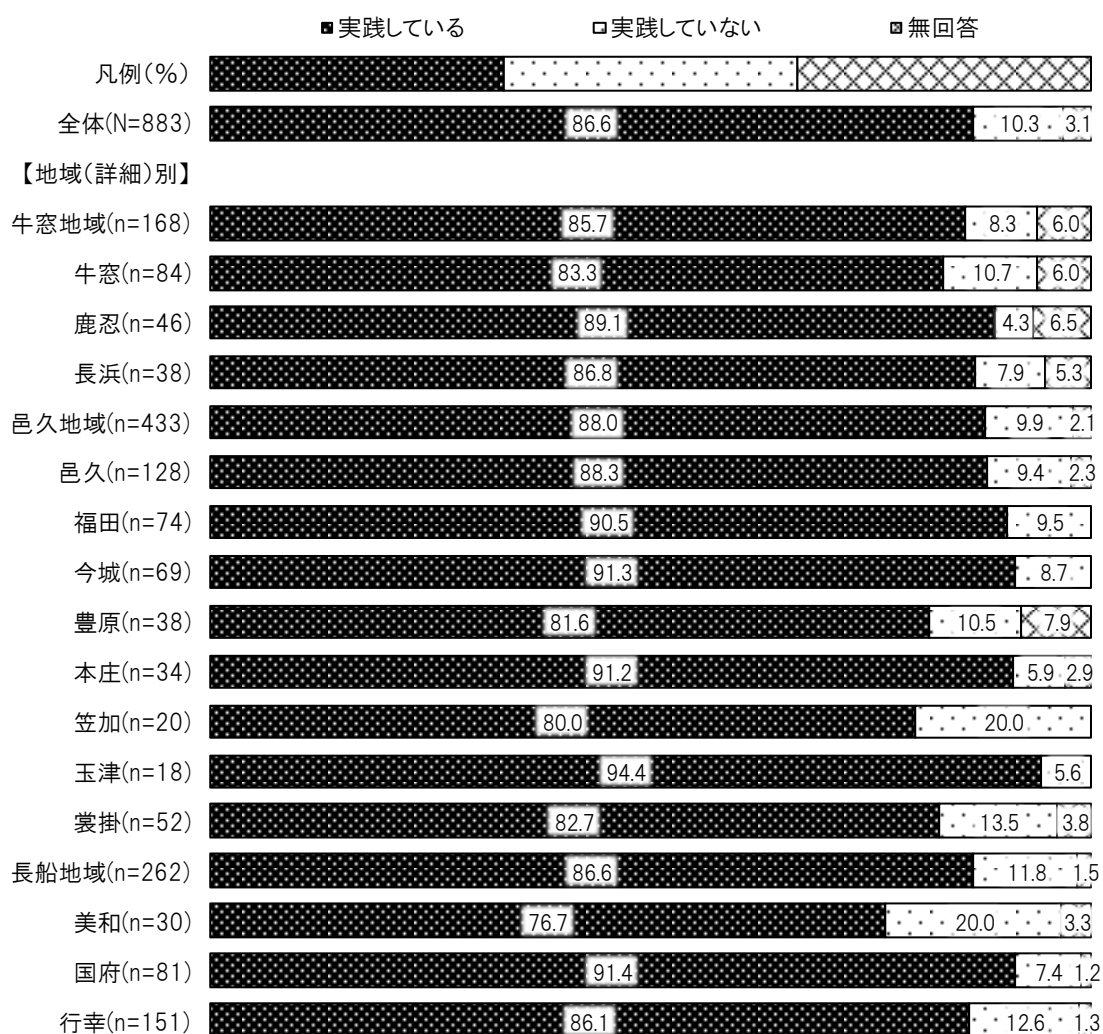 ■実践している □実践していない ■無回答
凡例(%)
全体(N=883) 86.6 10.3 3.1
【地域(詳細)別】
牛窓地域(n=168) 85.7 8.3 6.0
牛窓(n=84) 83.3 10.7 6.0
鹿忍(n=46) 89.1 4.3 6.5
長浜(n=38) 86.8 7.9 5.3
邑久地域(n=433) 88.0 9.9 2.1
邑久(n=128) 88.3 9.4 2.3
福田(n=74) 90.5 9.5
今城(n=69) 91.3 8.7
豊原(n=38) 81.6 10.5 7.9
本庄(n=34) 91.2 5.9 2.9
笠加(n=20) 80.0 20.0
玉津(n=18) 94.4 5.6
裳掛(n=52) 82.7 13.5 3.8
長船地域(n=262) 86.6 11.8 1.5
美和(n=30) 76.7 20.0 3.3
国府(n=81) 91.4 7.4 1.2
行幸(n=151) 86.1 12.6 1.3